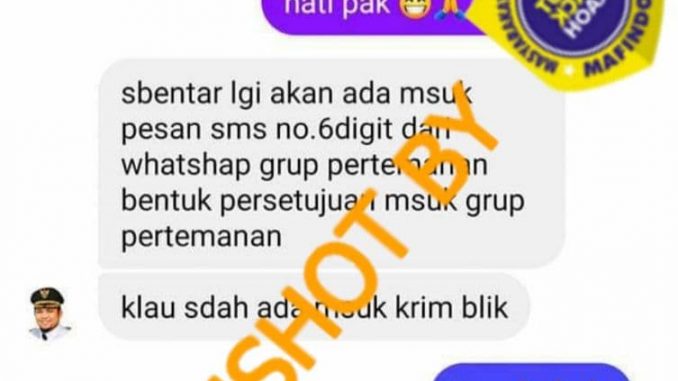 hati pak 😁🙏
sbentar lgi akan ada msuk
pesan sms no.6digit dari
whatshap grup pertemanan
bentuk persetujuan msuk grup
pertemanan
klau sdah ada msuk krim blik
SHOT BY
HOAX
MASYARAKAT
MAFINDO